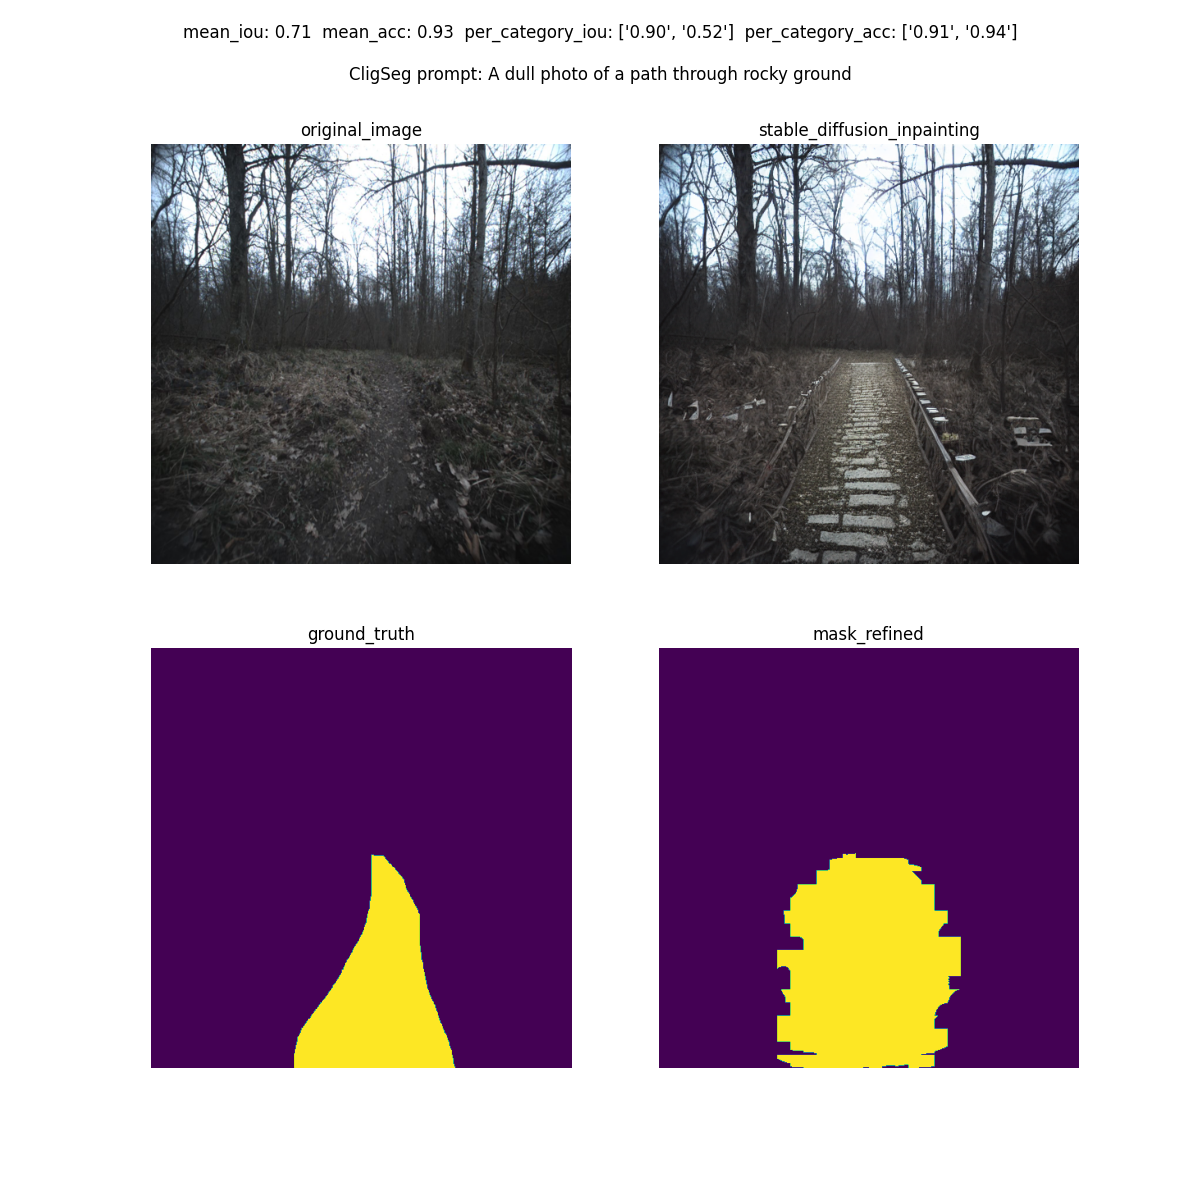 mean_iou: 0.71  mean_acc: 0.93  per_category_iou: ['0.90', '0.52']  per_category_acc: ['0.91', '0.94']
CligSeg prompt: A dull photo of a path through rocky ground
original_image
stable_diffusion_inpainting
ground_truth
mask_refined